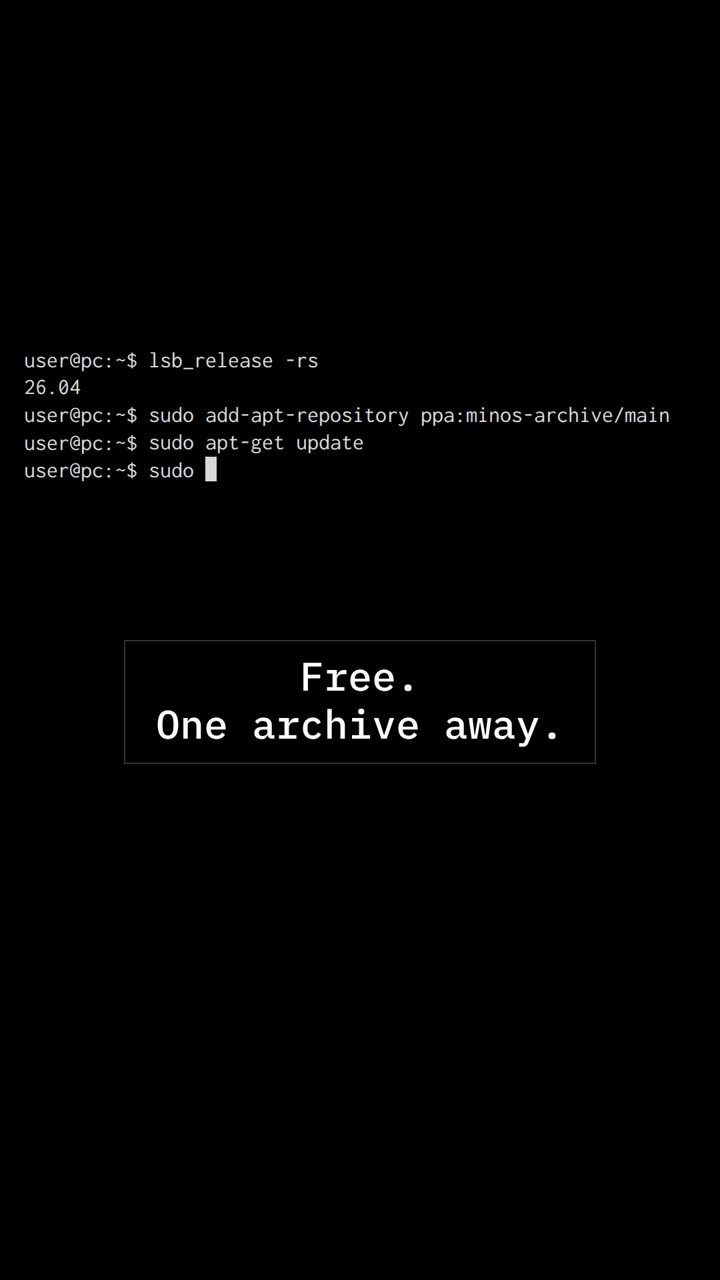 user@pc:~$ lsb_release -rs
26.04
user@pc:~$ sudo add-apt-repository ppa:minos-archive/main
user@pc:~$ sudo apt-get update
user@pc:~$ sudo
Free.
One archive away.